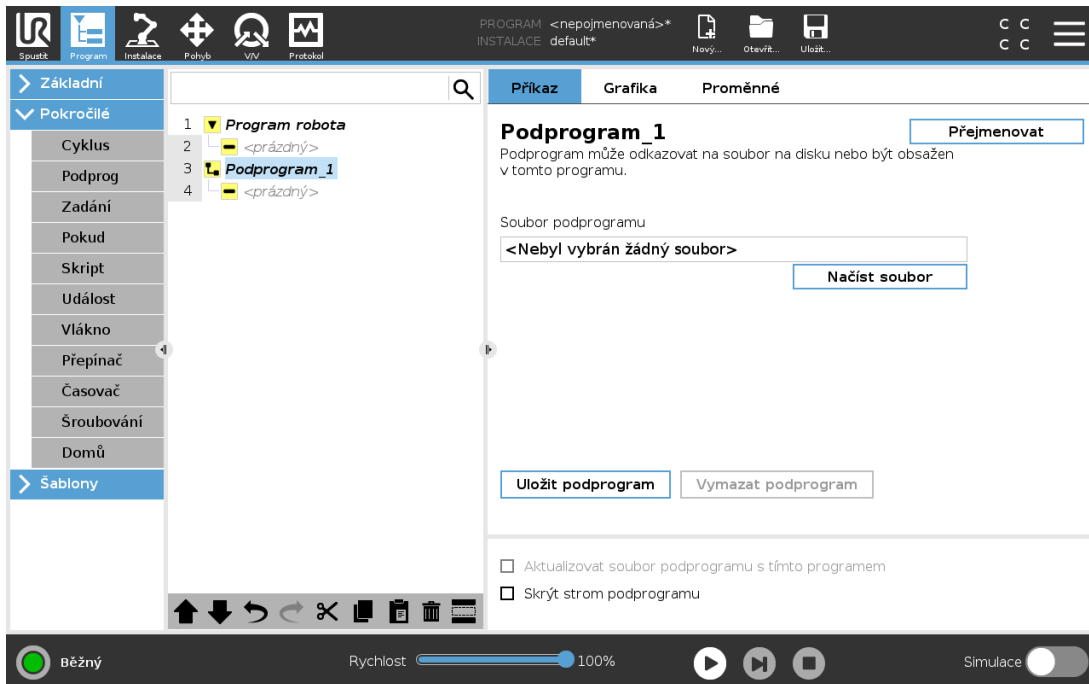 PROGRAM <nepojmenovaná>*
INSTALACE default*
Spustit Program Instalace Pohyb V/V Protokol Nový... Otevřít... Uložit...
C C
C C
Základní
Pokročilé
Cyklus
Podprog
Zadání
Pokud
Skript
Událost
Vlákno
Přepínač
Časovač
Šroubování
Domů
Šablony
1 Program robota
2 <prázdný>
3 Podprogram_1
4 <prázdný>
Příkaz Grafika Proměnné
Podprogram_1
Přejmenovat
Podprogram může odkazovat na soubor na disku nebo být obsažen
v tomto programu.
Soubor podprogramu
<Nebyl vybrán žádný soubor>
Načíst soubor
Uložit podprogram Vymazat podprogram
Aktualizovat soubor podprogramu s tímto programem
Skrýt strom podprogramu
Běžný Rychlost 100% Simulace